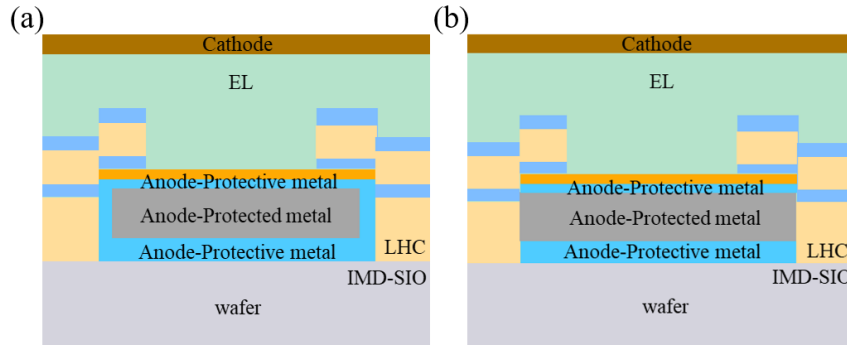 (a)
Cathode
EL
Anode-Protective metal
Anode-Protected metal
Anode-Protective metal
LHC
IMD-SIO
wafer
(b)
Cathode
EL
Anode-Protective metal
Anode-Protected metal
Anode-Protective metal
LHC
IMD-SIO
wafer